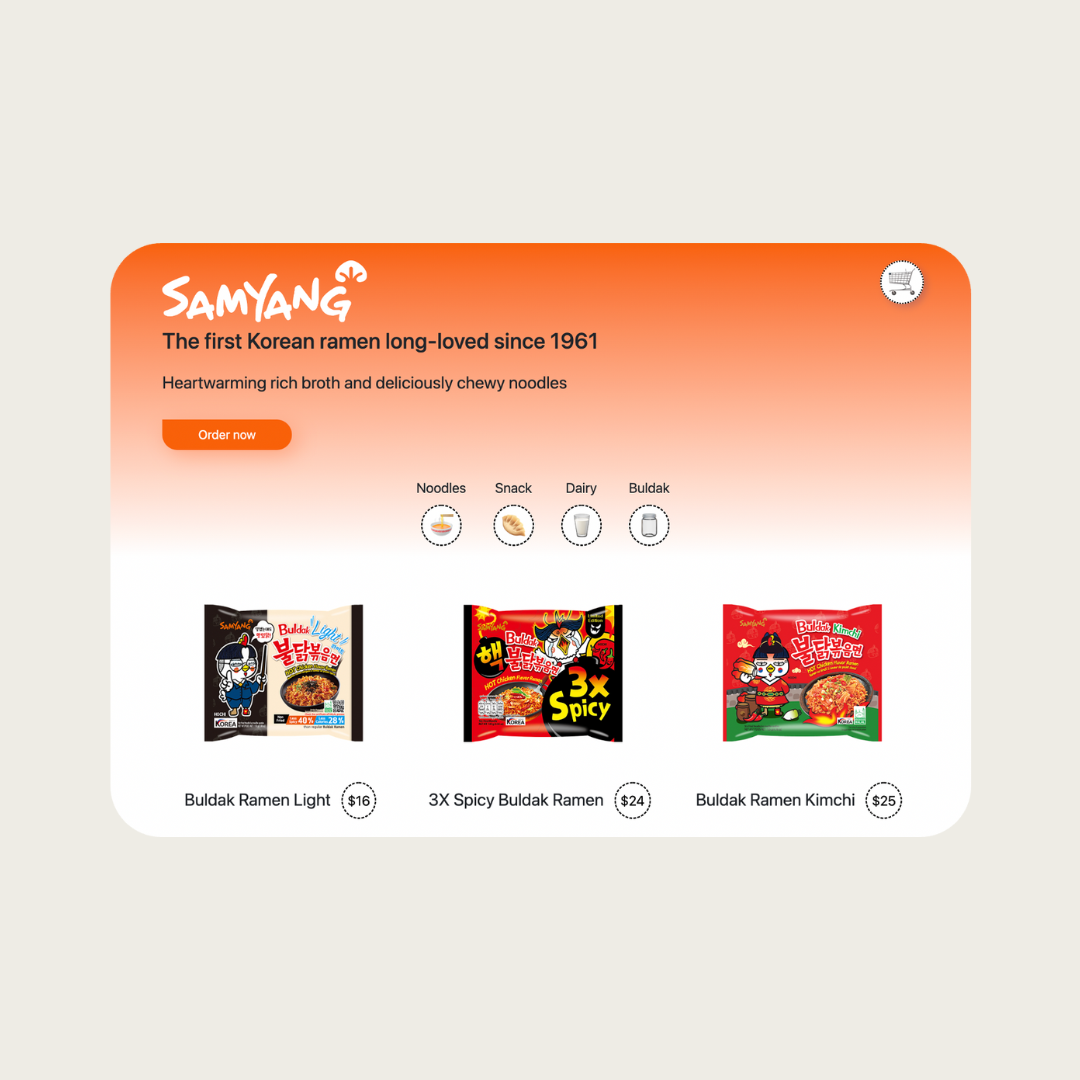 SAMYANG
The first Korean ramen long-loved since 1961
Heartwarming rich broth and deliciously chewy noodles
Order now
Noodles Snack Dairy Buldak
SAMYANG
Buldak Light!
불닭볶음면
KOREA
40% 28%
SAMYANG
핵
Buldak
불닭볶음면
HOT Chicken Flavor Ramen
3x
Spicy
KOREA
SAMYANG
Buldak Kimchi
불닭볶음면
HOT Chicken Flavor Ramen
KOREA
Buldak Ramen Light $16
3X Spicy Buldak Ramen $24
Buldak Ramen Kimchi $25